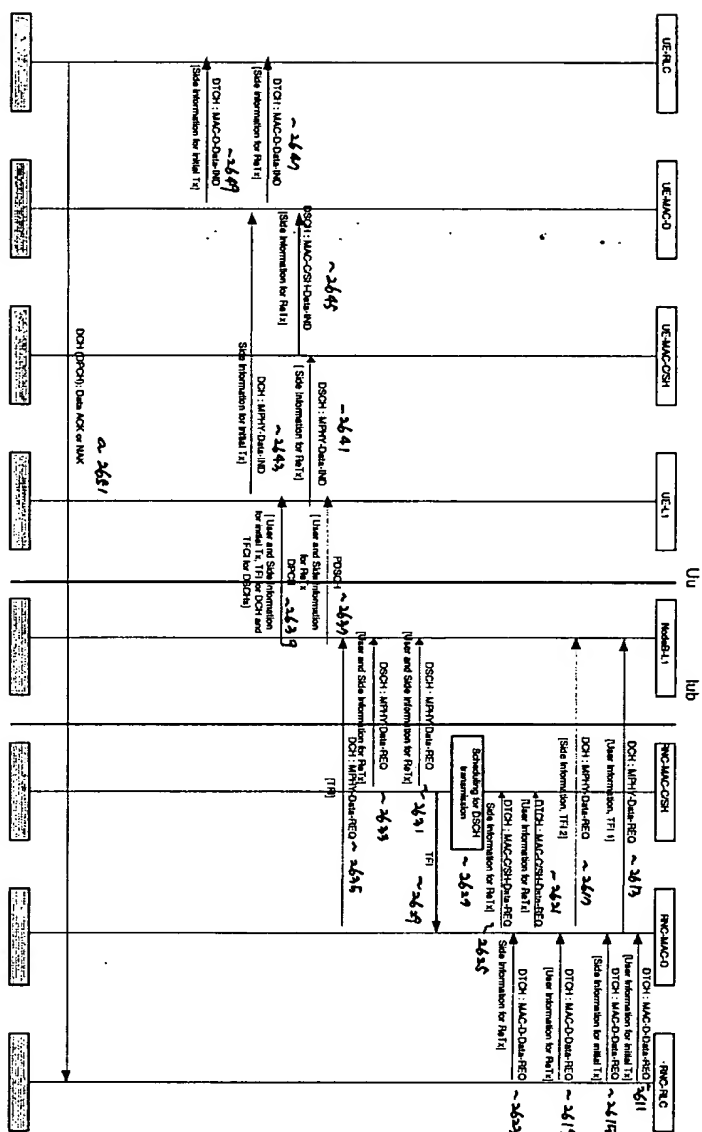 UE-RLC
UE-MAC-D
UE-MAC-C/SH
UE-L1
Uu
NodeB-L1
Iub
RNC-MAC-C/SH
RNC-MAC-D
RNC-RLC
DTCH : MAC-D-Data-REQ
~2611
[User Information for Initial Tx]
DCH : MPHY-Data-REQ
~2613
[User Information, TFI 1]
DTCH : MAC-D-Data-REQ
~2615
[Side Information for Initial Tx]
DCH : MPHY-Data-REQ
~2617
[Side Information, TFI 2]
DTCH : MAC-D-Data-REQ
[User Information for ReTx]
DTCH : MAC-C/SH-Data-REQ
~2621
[User Information for ReTx]
DTCH : MAC-D-Data-REQ
Side Information for ReTx]
DTCH : MAC-C/SH-Data-REQ
~2625
Side Information for ReTx]
Scheduling for DSCH
transmission
TFI
DSCH : MPHY-Data-REQ
~2631
[User and Side Information for ReTx]
DSCH : MPHY-Data-REQ
~2633
[User and Side Information for ReTx]
DCH : MPHY-Data-REQ
~2635
[TFI]
PDSCH
~2637
[User and Side Information
for ReTx
DPCH
~2639
[User and Side Information
for initial Tx, TFI for DCH and
TFCI for DSCHs]
DSCH : MPHY-Data-IND
~2641
[Side Information for ReTx]
DCH : MPHY-Data-IND
~2643
Side Information for Initial Tx]
DSCH : MAC-C/SH-Data-IND
~2645
[Side Information for ReTx]
DTCH : MAC-D-Data-IND
~2647
[Side Information for ReTx]
DTCH : MAC-D-Data-IND
~2649
[Side Information for Initial Tx]
DCH (DPCH): Data ACK or NAK
~2651